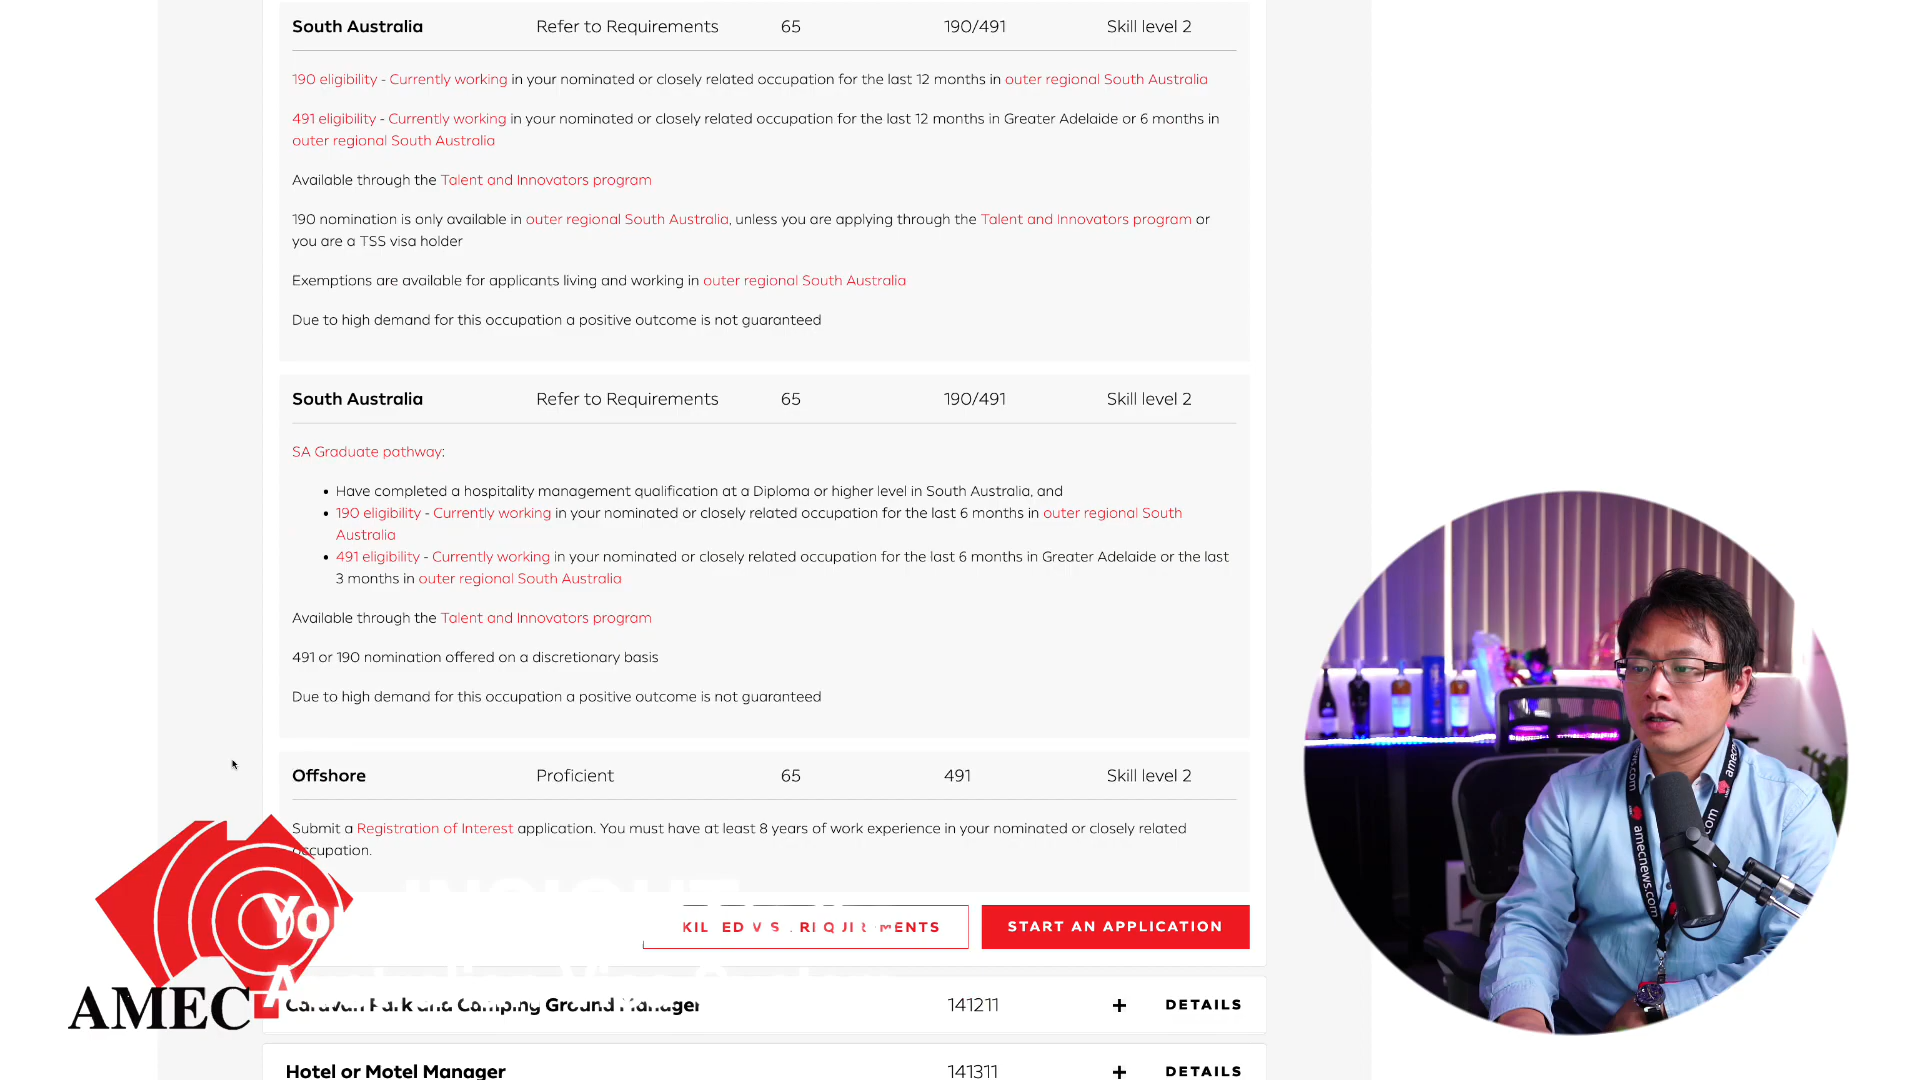 South Australia Refer to Requirements 65 190/491 Skill level 2
190 eligibility - Currently working in your nominated or closely related occupation for the last 12 months in outer regional South Australia
491 eligibility - Currently working in your nominated or closely related occupation for the last 12 months in Greater Adelaide or 6 months in
outer regional South Australia
Available through the Talent and Innovators program
190 nomination is only available in outer regional South Australia, unless you are applying through the Talent and Innovators program or
you are a TSS visa holder
Exemptions are available for applicants living and working in outer regional South Australia
Due to high demand for this occupation a positive outcome is not guaranteed
South Australia Refer to Requirements 65 190/491 Skill level 2
SA Graduate pathway:
• Have completed a hospitality management qualification at a Diploma or higher level in South Australia, and
• 190 eligibility - Currently working in your nominated or closely related occupation for the last 6 months in outer regional South
Australia
• 491 eligibility - Currently working in your nominated or closely related occupation for the last 6 months in Greater Adelaide or the last
3 months in outer regional South Australia
Available through the Talent and Innovators program
491 or 190 nomination offered on a discretionary basis
Due to high demand for this occupation a positive outcome is not guaranteed
Offshore Proficient 65 491 Skill level 2
Submit a Registration of Interest application. You must have at least 8 years of work experience in your nominated or closely related
occupation.
START AN APPLICATION
AMEC
Caravan Park and Camping Ground Manager 141211 + DETAILS
Hotel or Motel Manager 141311 + DETAILS
amecnews.com